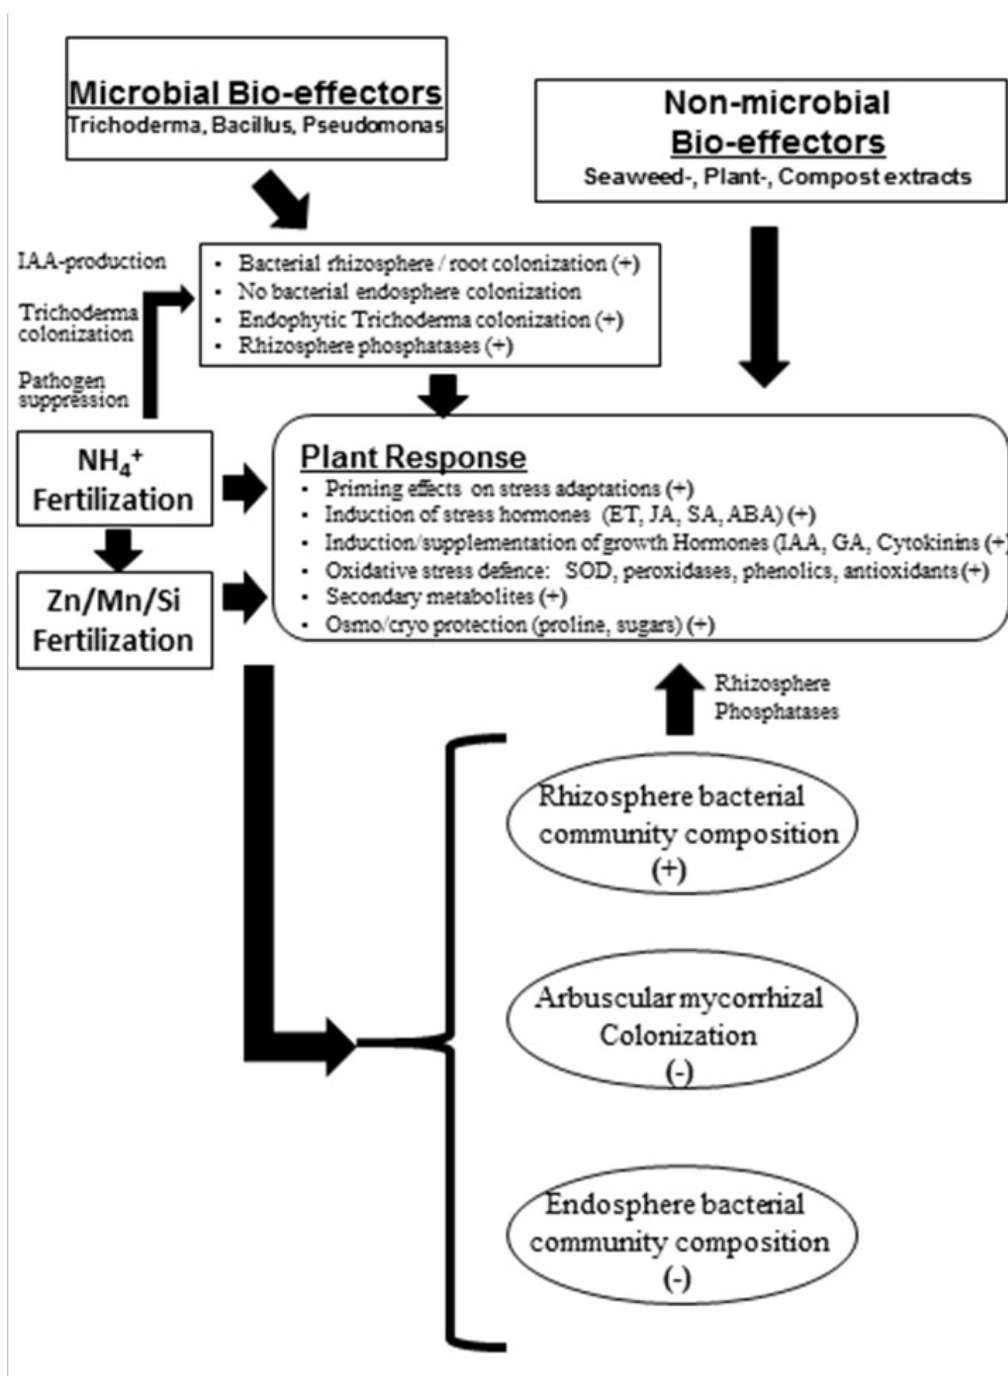 Microbial Bio-effectors
Trichoderma, Bacillus, Pseudomonas
Non-microbial
Bio-effectors
Seaweed-, Plant-, Compost extracts
IAA-production
Trichoderma
colonization
Pathogen
suppression
• Bacterial rhizosphere / root colonization (+)
• No bacterial endosphere colonization
• Endophytic Trichoderma colonization (+)
• Rhizosphere phosphatases (+)
NH₄⁺
Fertilization
Zn/Mn/Si
Fertilization
Plant Response
• Priming effects on stress adaptations (+)
• Induction of stress hormones (ET, JA, SA, ABA) (+)
• Induction/supplementation of growth Hormones (IAA, GA, Cytokinins (+)
• Oxidative stress defence: SOD, peroxidases, phenolics, antioxidants (+)
• Secondary metabolites (+)
• Osmo/cryo protection (proline, sugars) (+)
Rhizosphere
Phosphatases
Rhizosphere bacterial
community composition
(+)
Arbuscular mycorrhizal
Colonization
(-)
Endosphere bacterial
community composition
(-)